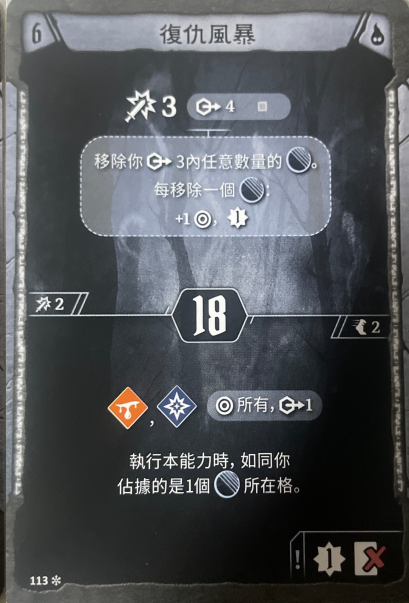 6 復仇風暴
3 4
移除你 3內任意數量的 。
每移除一個 :
+1 , 1
2
18
2
, 所有, 1
執行本能力時, 如同你
佔據的是1個 所在格。
!
113